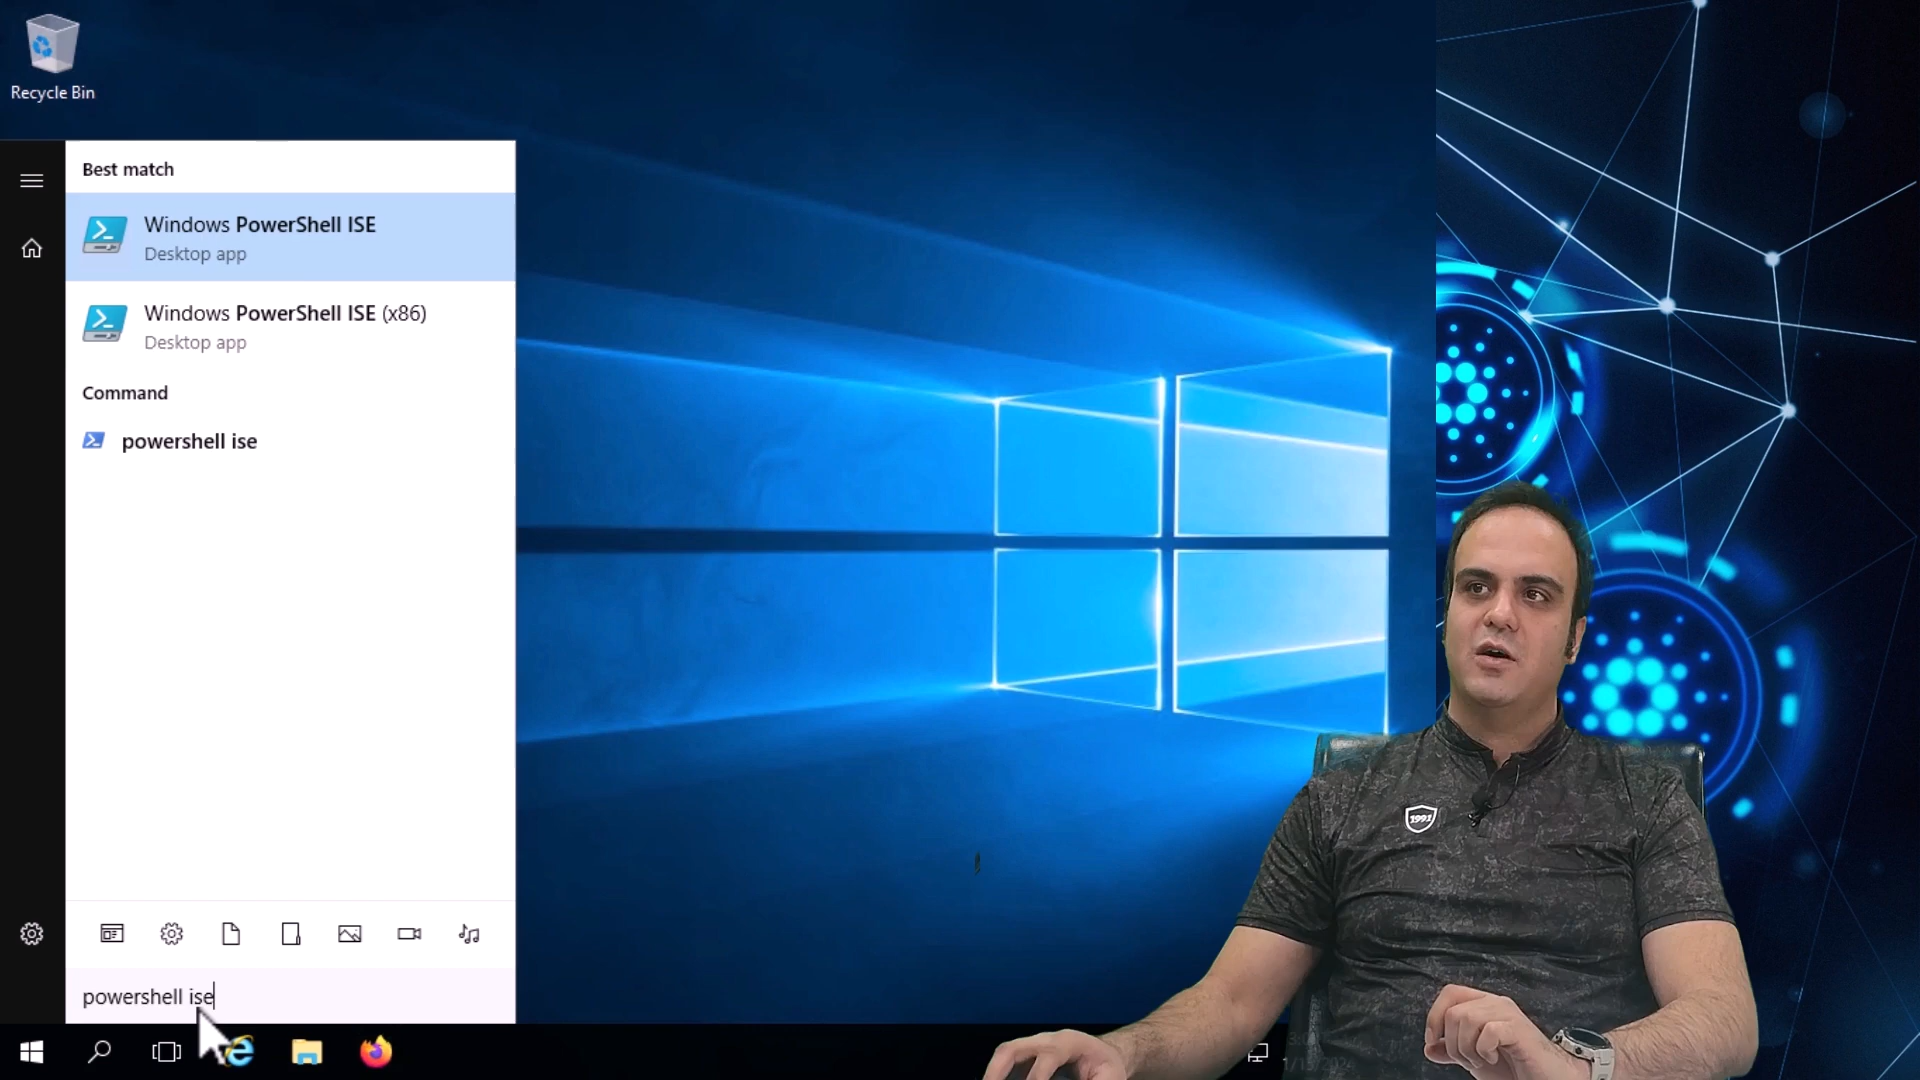 Recycle Bin
Best match
Windows PowerShell ISE
Desktop app
Windows PowerShell ISE (x86)
Desktop app
Command
powershell ise
powershell ise
1991